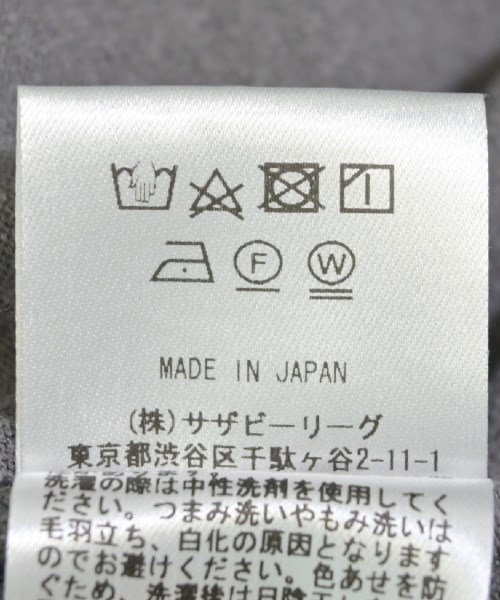 F W
MADE IN JAPAN
(株)サザビーリーグ
東京都渋谷区千駄ヶ谷2-11-1
洗濯の際は中性洗剤を使用してく
ださい。つまみ洗いやもみ洗いは
毛羽立ち、白化の原因となります
のでお避けください。色あせを防
ぐため、洗濯後は日陰